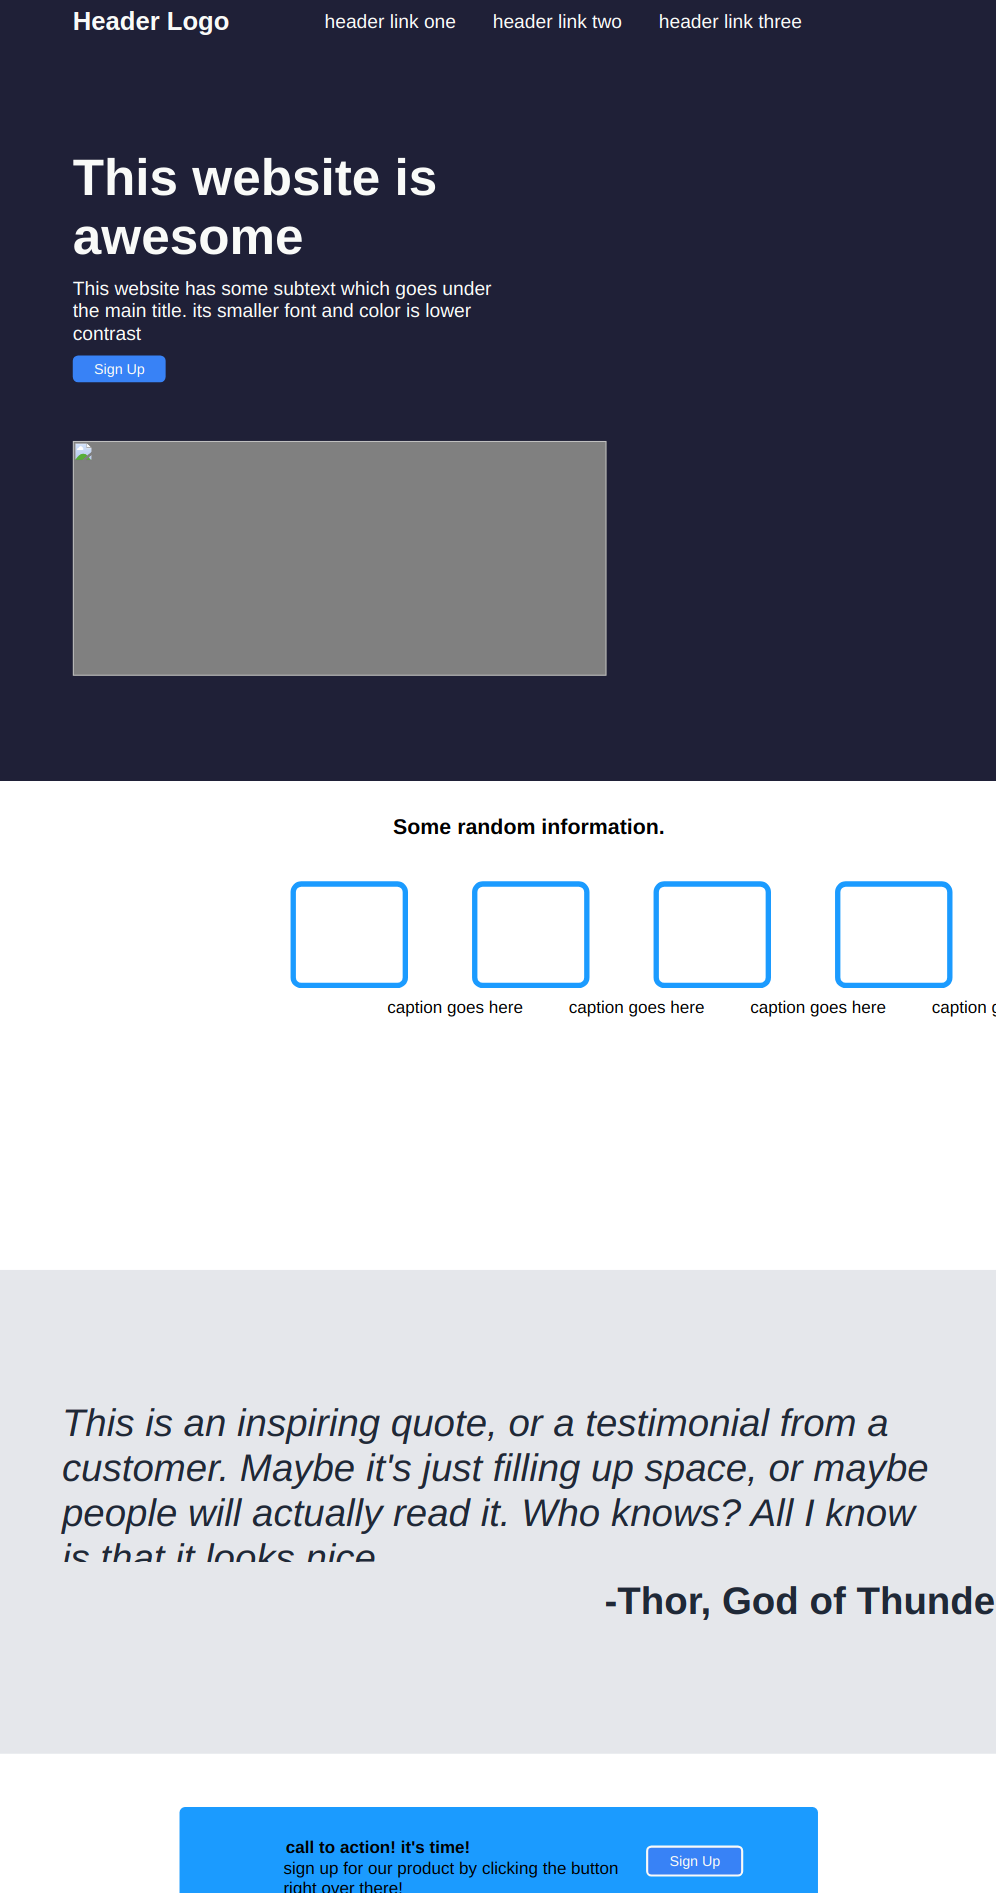 Header Logo
header link one
header link two
header link three
This website is
awesome
This website has some subtext which goes under
the main title. its smaller font and color is lower
contrast
Sign Up
Some random information.
caption goes here
caption goes here
caption goes here
caption
This is an inspiring quote, or a testimonial from a
customer. Maybe it's just filling up space, or maybe
people will actually read it. Who knows? All I know
is that it looks nice
-Thor, God of Thunde
call to action! it's time!
sign up for our product by clicking the button
right over there!
Sign Up